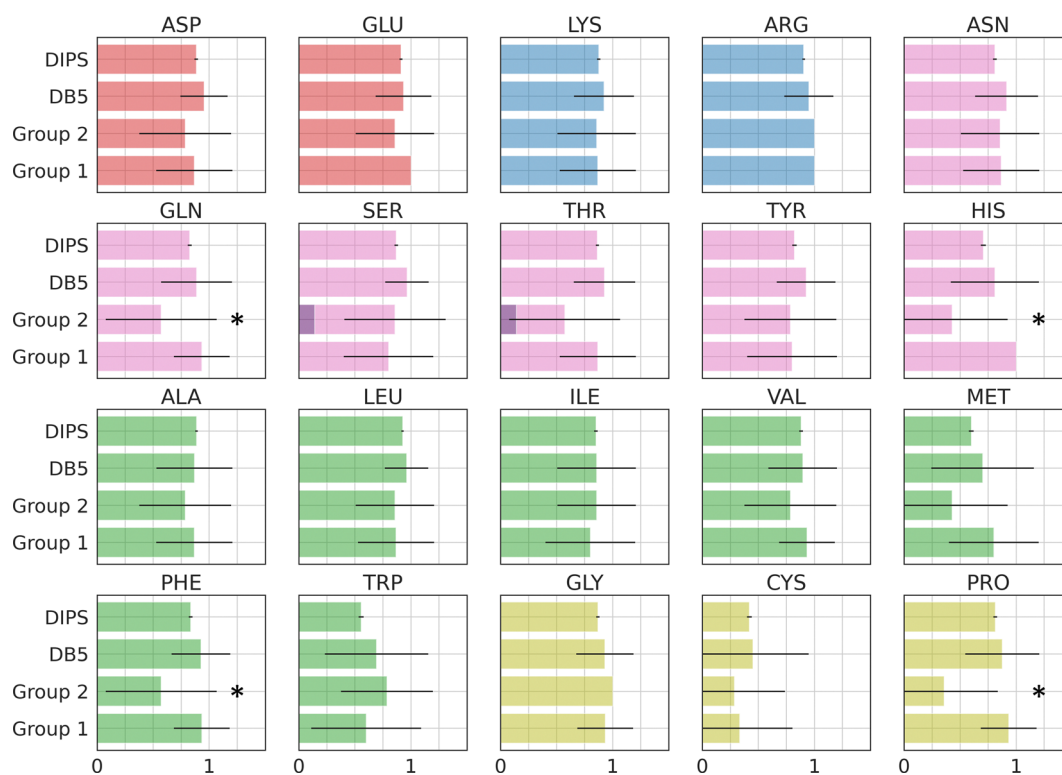 ASP GLU LYS ARG ASN
DIPS
DB5
Group 2
Group 1
GLN SER THR TYR HIS
DIPS
DB5
Group 2 * *
Group 1
ALA LEU ILE VAL MET
DIPS
DB5
Group 2
Group 1
PHE TRP GLY CYS PRO
DIPS
DB5
Group 2 * *
Group 1
0 1 0 1 0 1 0 1 0 1